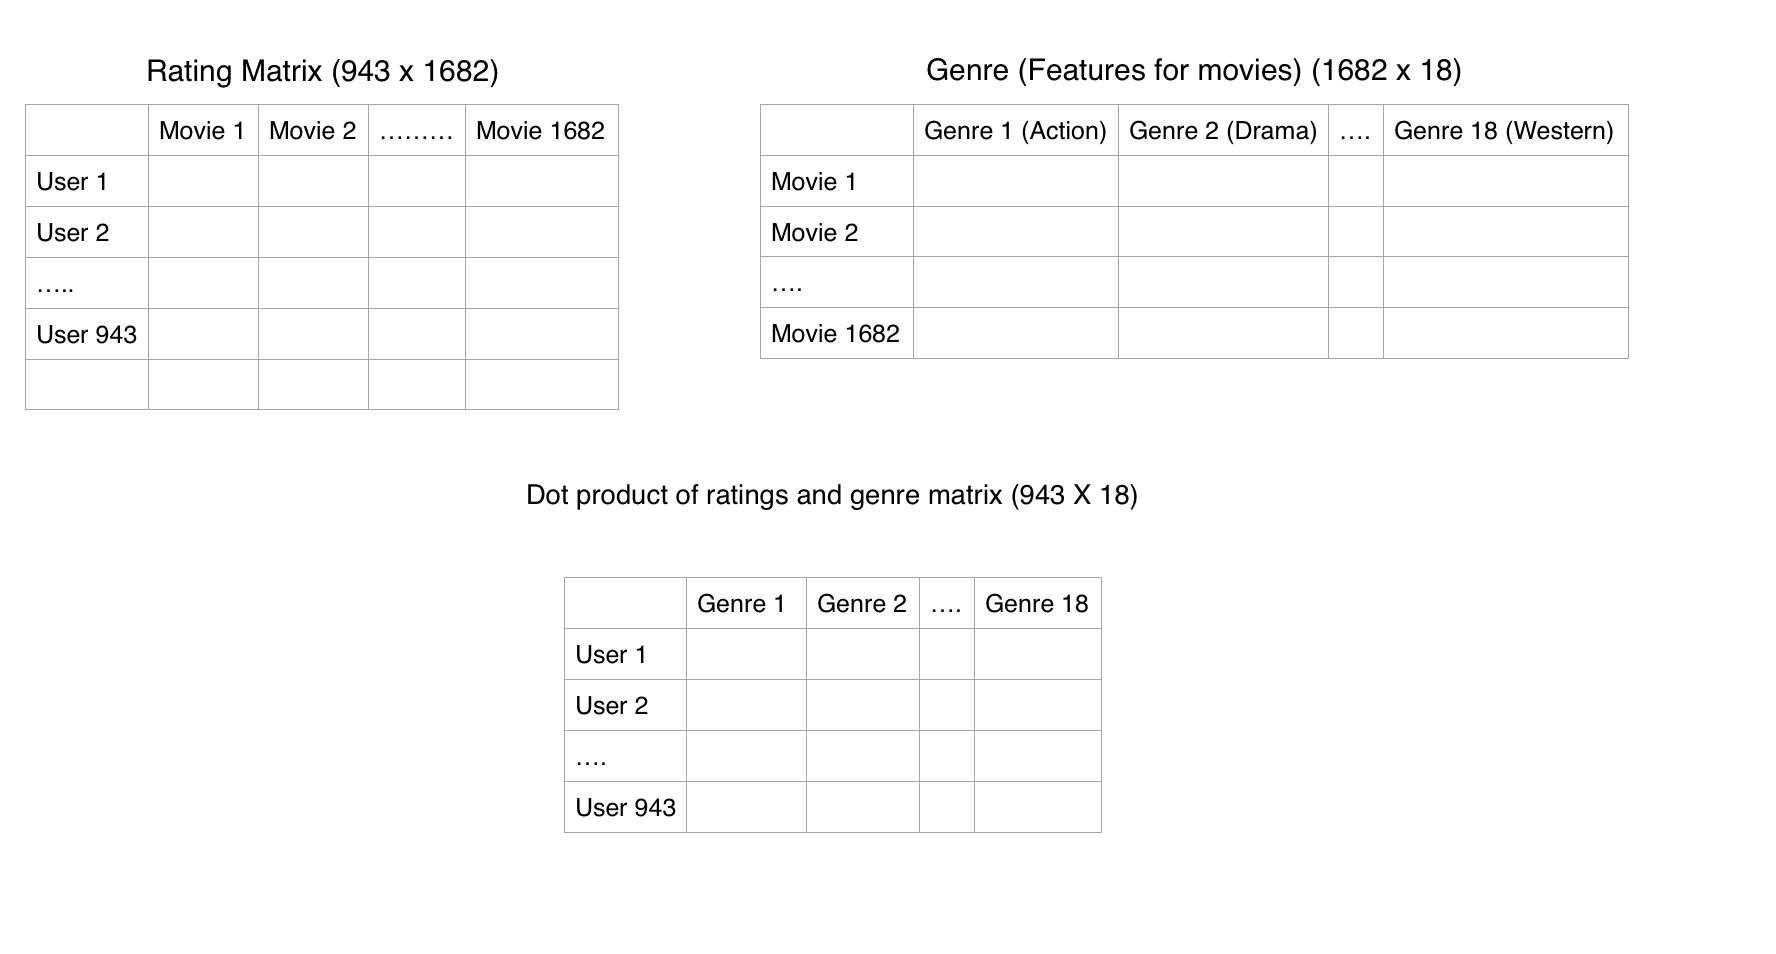 Rating Matrix (943 x 1682)
Movie 1 Movie 2 ……… Movie 1682
User 1
User 2
…..
User 943
Genre (Features for movies) (1682 x 18)
Genre 1 (Action) Genre 2 (Drama) …. Genre 18 (Western)
Movie 1
Movie 2
….
Movie 1682
Dot product of ratings and genre matrix (943 X 18)
Genre 1 Genre 2 …. Genre 18
User 1
User 2
….
User 943